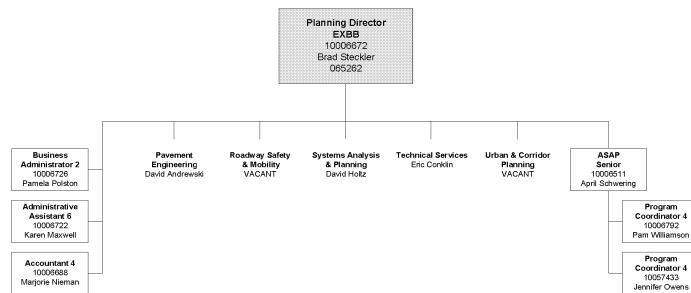 Planning Director
EXBB
10006672
Brad Steckler
065262
Business
Administrator 2
10006726
Pamela Polston
Pavement
Engineering
David Andrewski
Roadway Safety
& Mobility
VACANT
Systems Analysis
& Planning
David Holtz
Technical Services
Eric Conklin
Urban & Corridor
Planning
VACANT
ASAP
Senior
10006511
April Schwering
Administrative
Assistant 6
10006722
Karen Maxwell
Program
Coordinator 4
10006792
Pam Williamson
Accountant 4
10006688
Marjorie Nieman
Program
Coordinator 4
10057433
Jennifer Owens